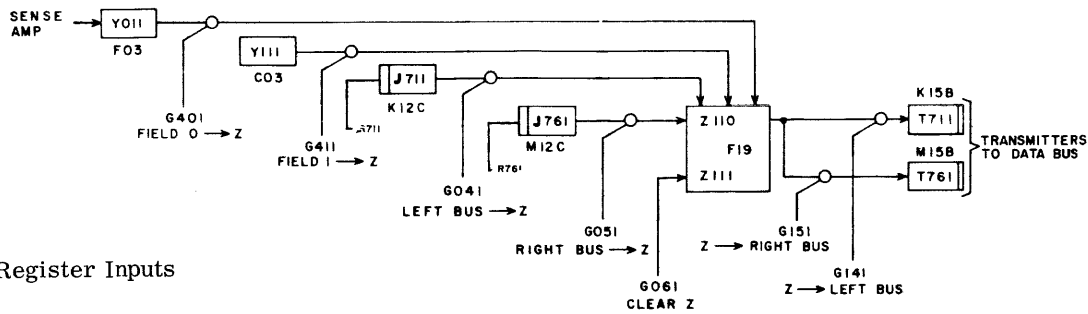 SENSE AMP
Y011
F03
Y111
C03
G401
FIELD 0 → Z
J711
K12C
R711
G411
FIELD 1 → Z
J761
M12C
R761
G041
LEFT BUS → Z
G051
RIGHT BUS → Z
Z110
F19
Z111
G061
CLEAR Z
K15B
T711
M15B
T761
TRANSMITTERS TO DATA BUS
G151
Z → RIGHT BUS
G141
Z → LEFT BUS
Register Inputs